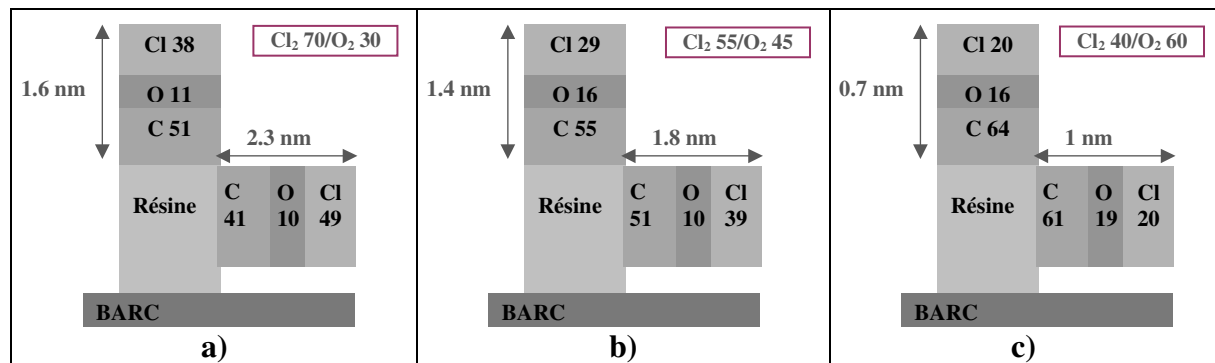 Cl₂ 70/O₂ 30
Cl 38
1.6 nm
O 11
C 51
2.3 nm
Résine
C O Cl
41 10 49
BARC
a)
Cl₂ 55/O₂ 45
Cl 29
1.4 nm
O 16
C 55
1.8 nm
Résine
C O Cl
51 10 39
BARC
b)
Cl₂ 40/O₂ 60
Cl 20
0.7 nm
O 16
C 64
1 nm
Résine
C O Cl
61 19 20
BARC
c)